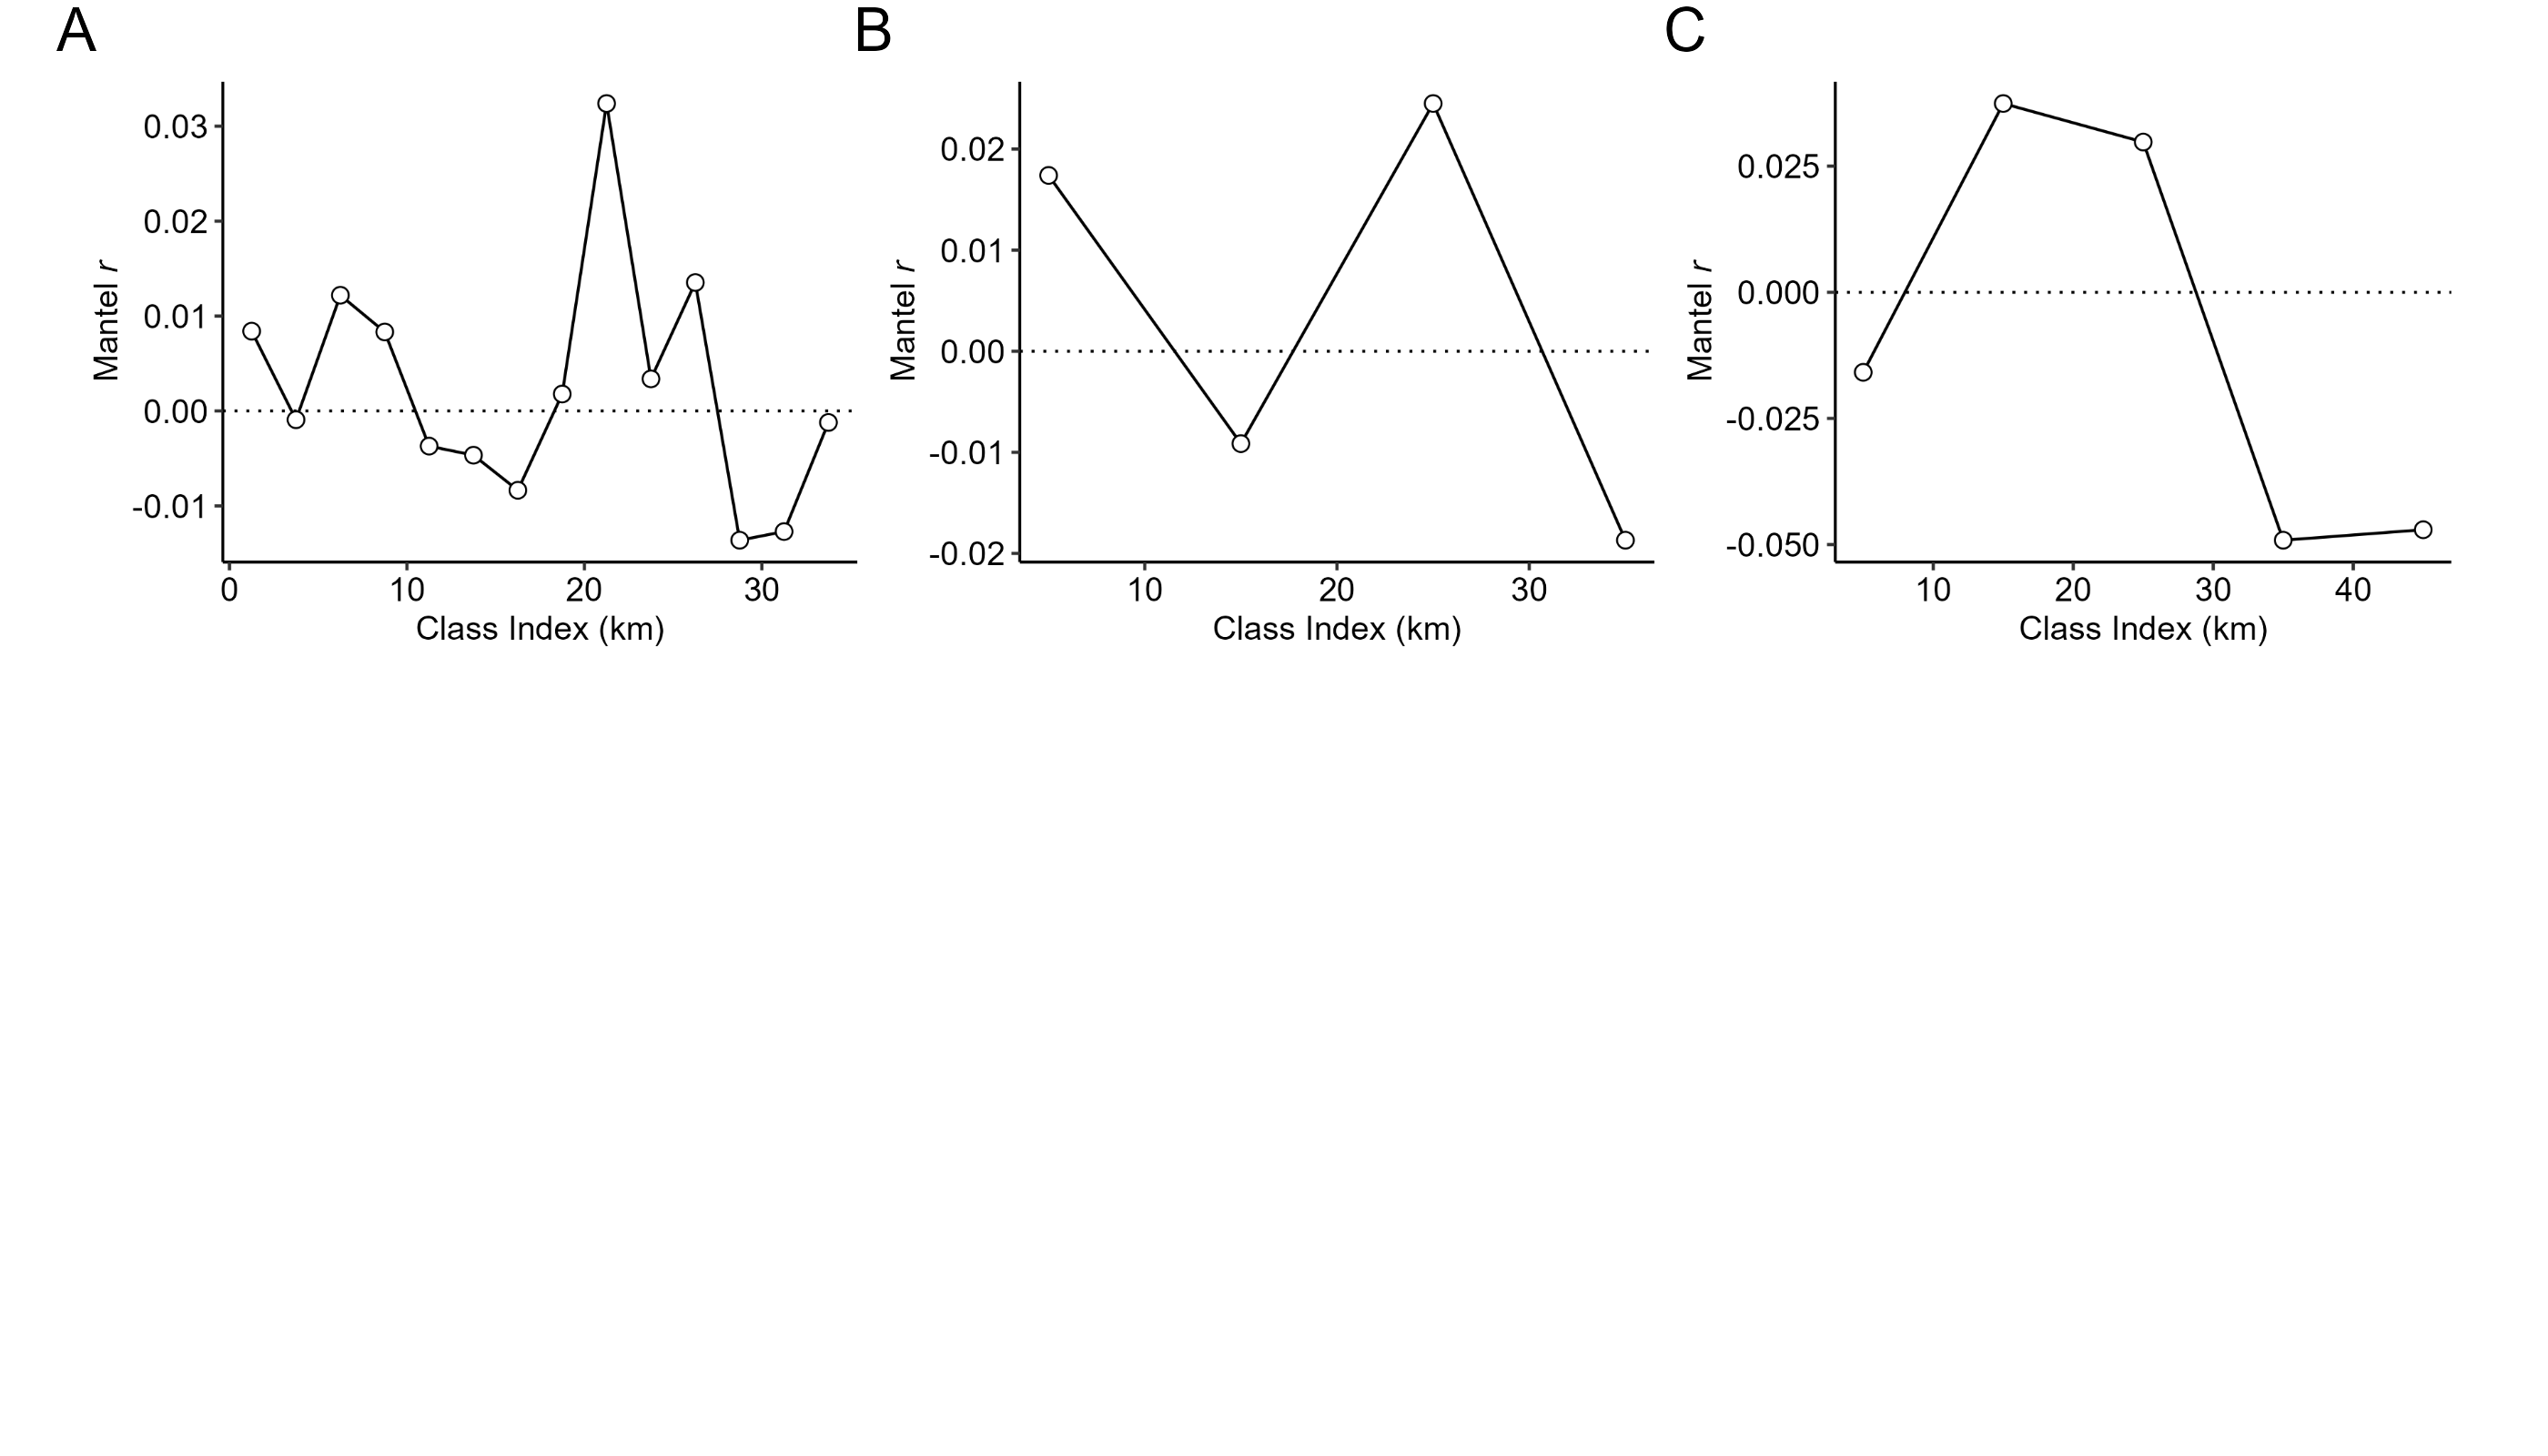 A
B
C
0.03
0.02
0.01
0.00
-0.01
Mantel r
0 10 20 30
Class Index (km)
0.02
0.01
0.00
-0.01
-0.02
Mantel r
10 20 30
Class Index (km)
0.025
0.000
-0.025
-0.050
Mantel r
10 20 30 40
Class Index (km)